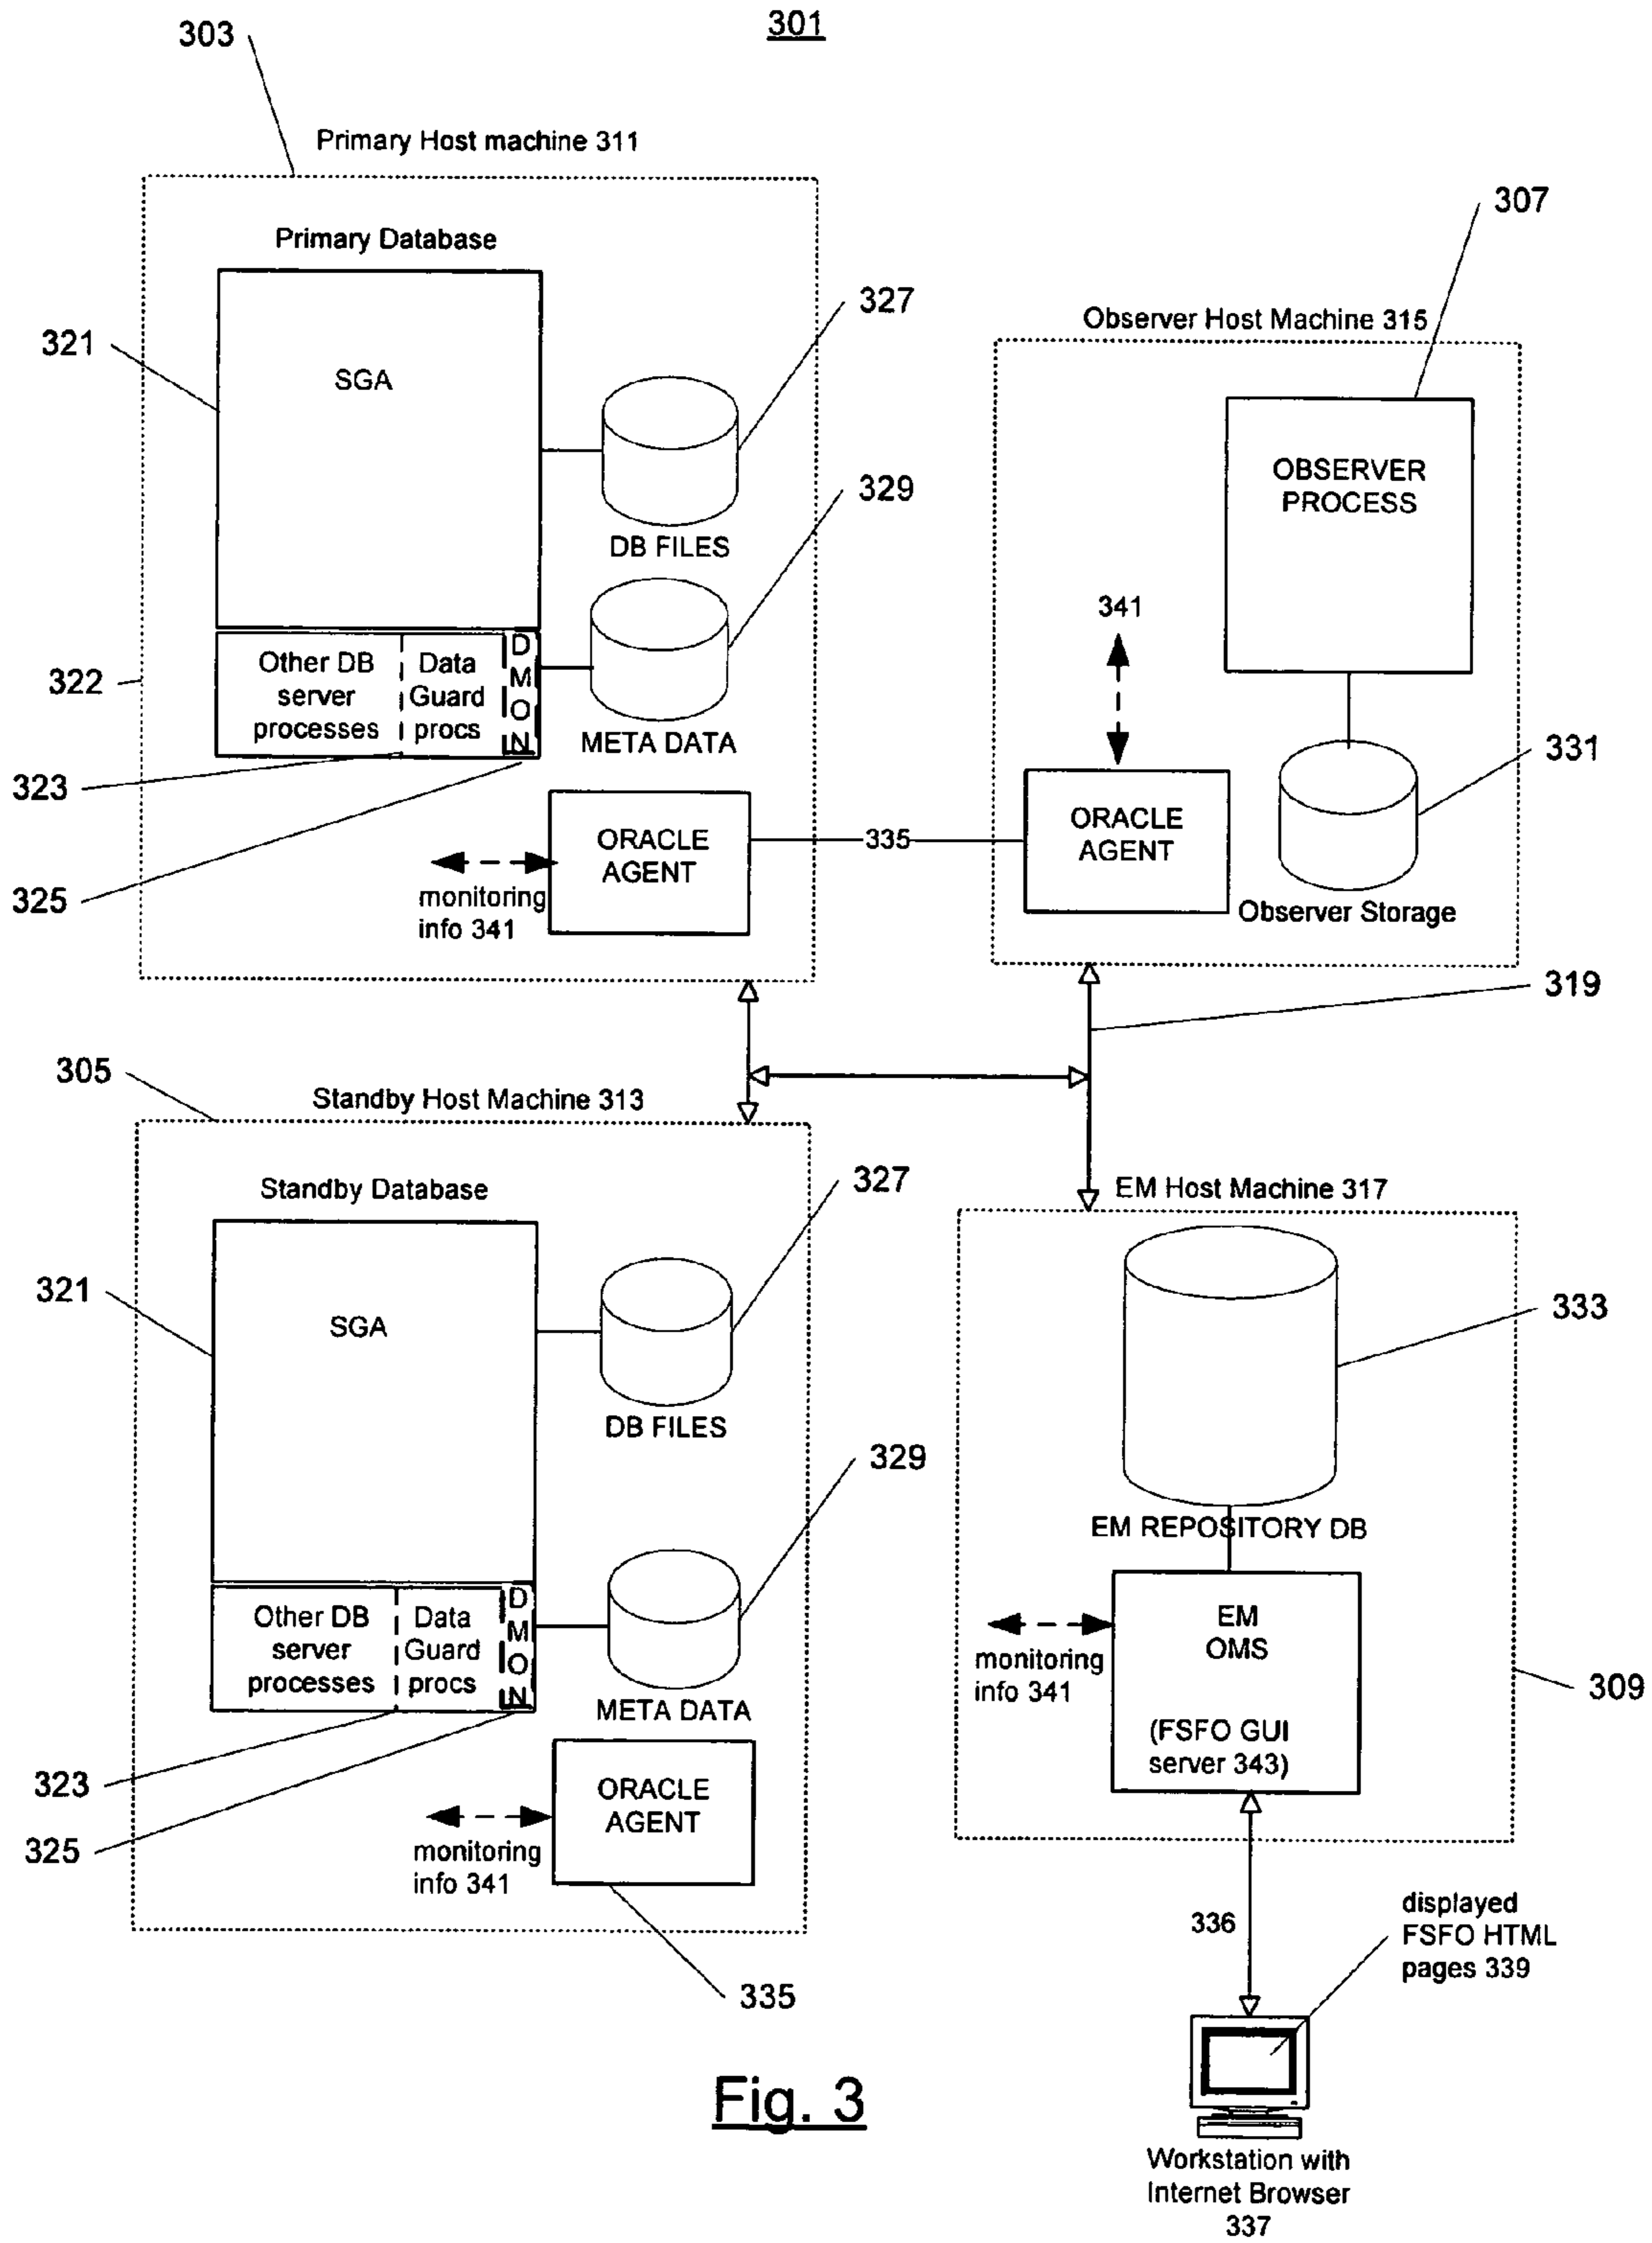 301
303
Primary Host machine 311
Primary Database
321
SGA
327
DB FILES
329
322
Other DB
server
processes
Data
Guard
procs
D
M
O
N
META DATA
323
325
ORACLE
AGENT
monitoring
info 341
335
307
Observer Host Machine 315
OBSERVER
PROCESS
341
331
ORACLE
AGENT
Observer Storage
319
305
Standby Host Machine 313
Standby Database
327
321
SGA
DB FILES
329
Other DB
server
processes
Data
Guard
procs
D
M
O
N
META DATA
323
325
ORACLE
AGENT
monitoring
info 341
335
EM Host Machine 317
333
EM REPOSITORY DB
EM
OMS
monitoring
info 341
(FSFO GUI
server 343)
309
336
displayed
FSFO HTML
pages 339
Workstation with
Internet Browser
337
Fig. 3